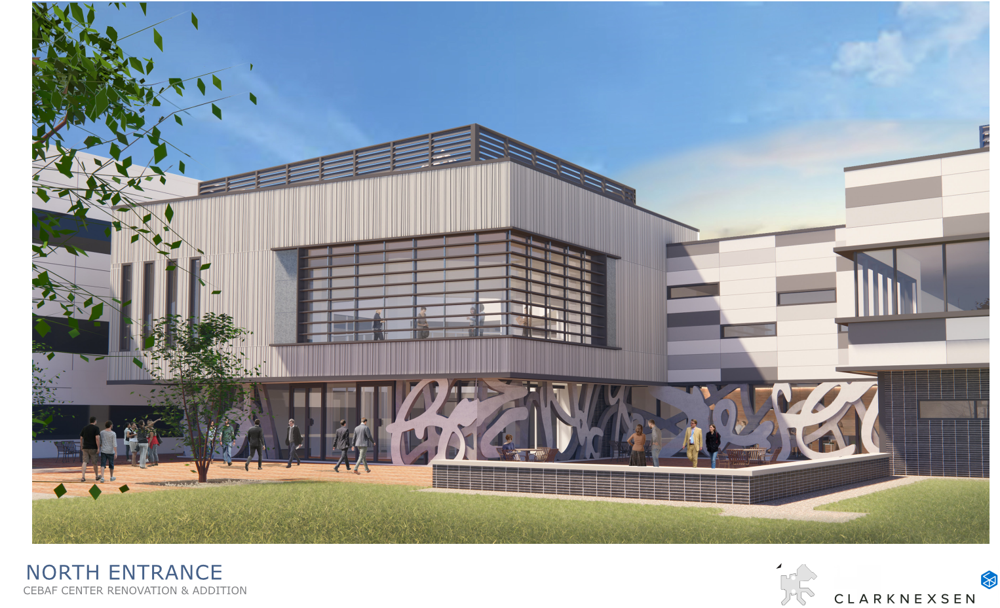 NORTH ENTRANCE
CEBAF CENTER RENOVATION & ADDITION
CLARKNEXSEN